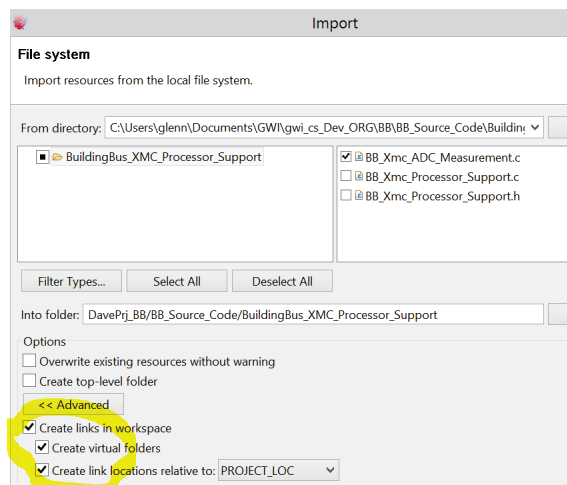 Import
File system
Import resources from the local file system.
From directory: C:\Users\glenn\Documents\GWI\gwi_cs_Dev_ORG\BB\BB_Source_Code\Building
BuildingBus_XMC_Processor_Support
BB_Xmc_ADC_Measurement.c
BB_Xmc_Processor_Support.c
BB_Xmc_Processor_Support.h
Filter Types... Select All Deselect All
Into folder: DavePrj_BB/BB_Source_Code/BuildingBus_XMC_Processor_Support
Options
Overwrite existing resources without warning
Create top-level folder
<< Advanced
Create links in workspace
Create virtual folders
Create link locations relative to: PROJECT_LOC